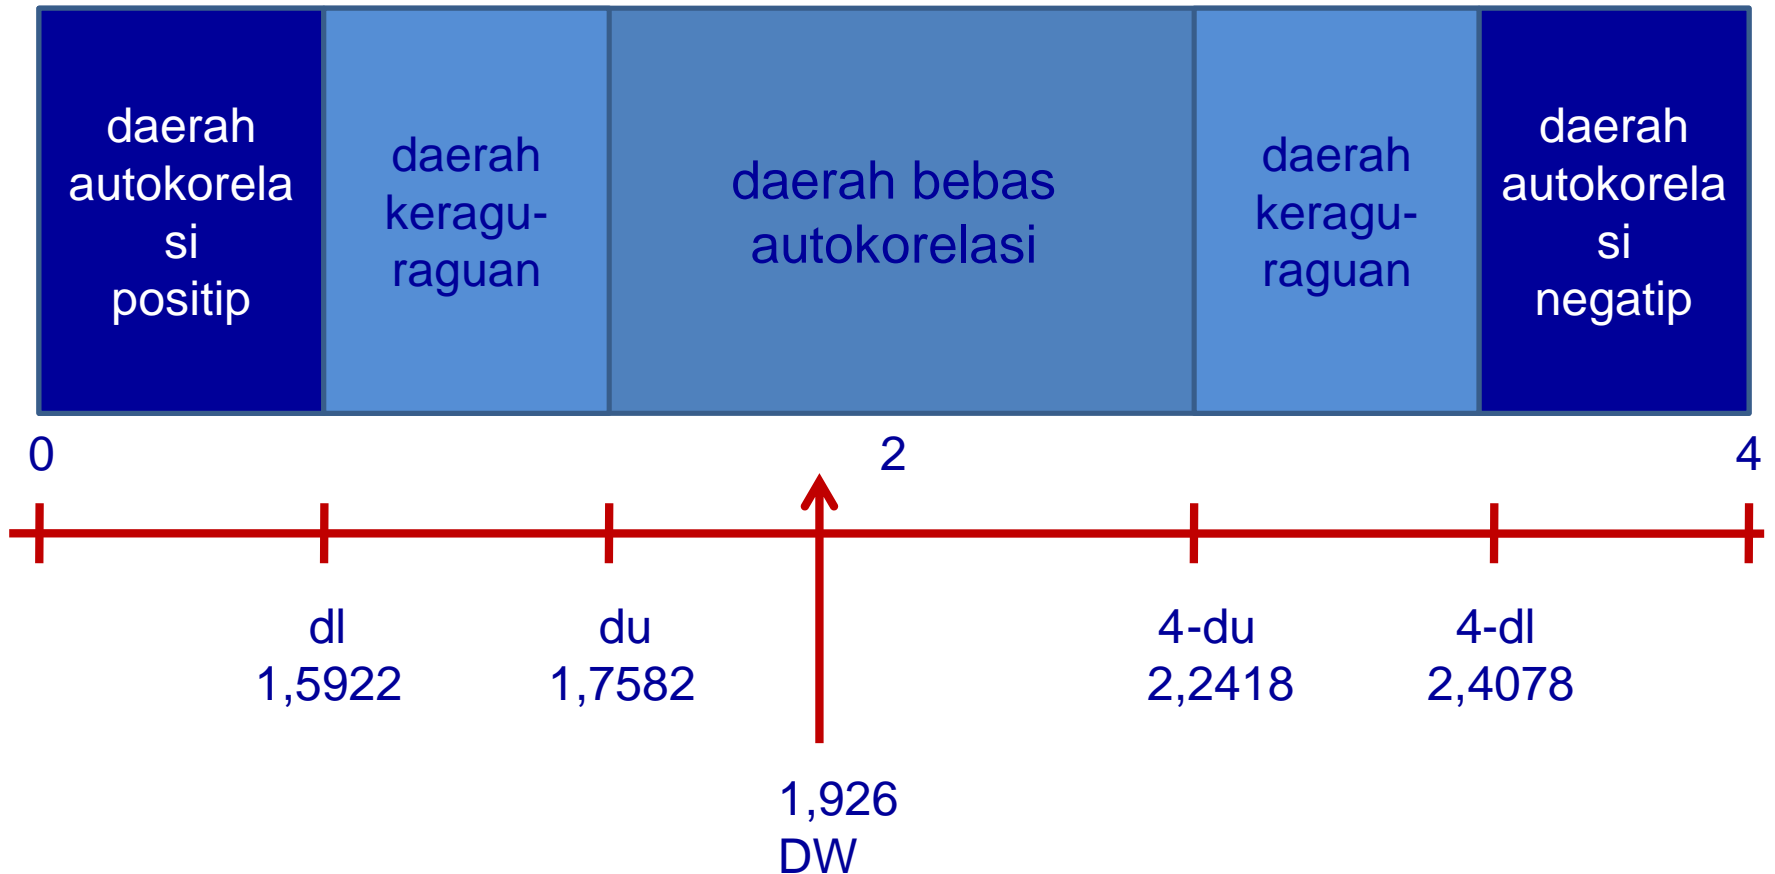 daerah
autokorela
si
positip
daerah
keragu-
raguan
daerah bebas
autokorelasi
daerah
keragu-
raguan
daerah
autokorela
si
negatip
0
2
4
dl
1,5922
du
1,7582
4-du
2,2418
4-dl
2,4078
1,926
DW